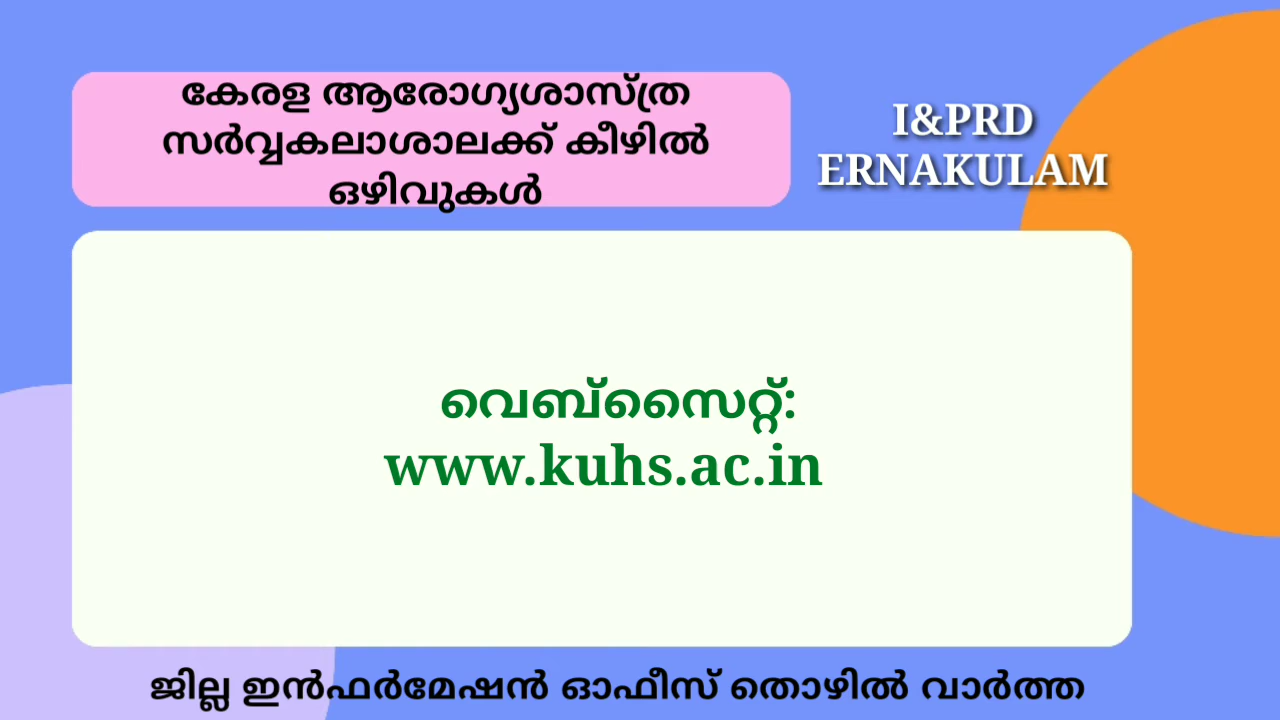 കേരള ആരോഗ്യശാസ്ത്ര
സർവ്വകലാശാലക്ക് കീഴിൽ
ഒഴിവുകൾ
I&PRD
ERNAKULAM
വെബ്സൈറ്റ്:
www.kuhs.ac.in
ജില്ല ഇൻഫർമേഷൻ ഓഫീസ് തൊഴിൽ വാർത്ത